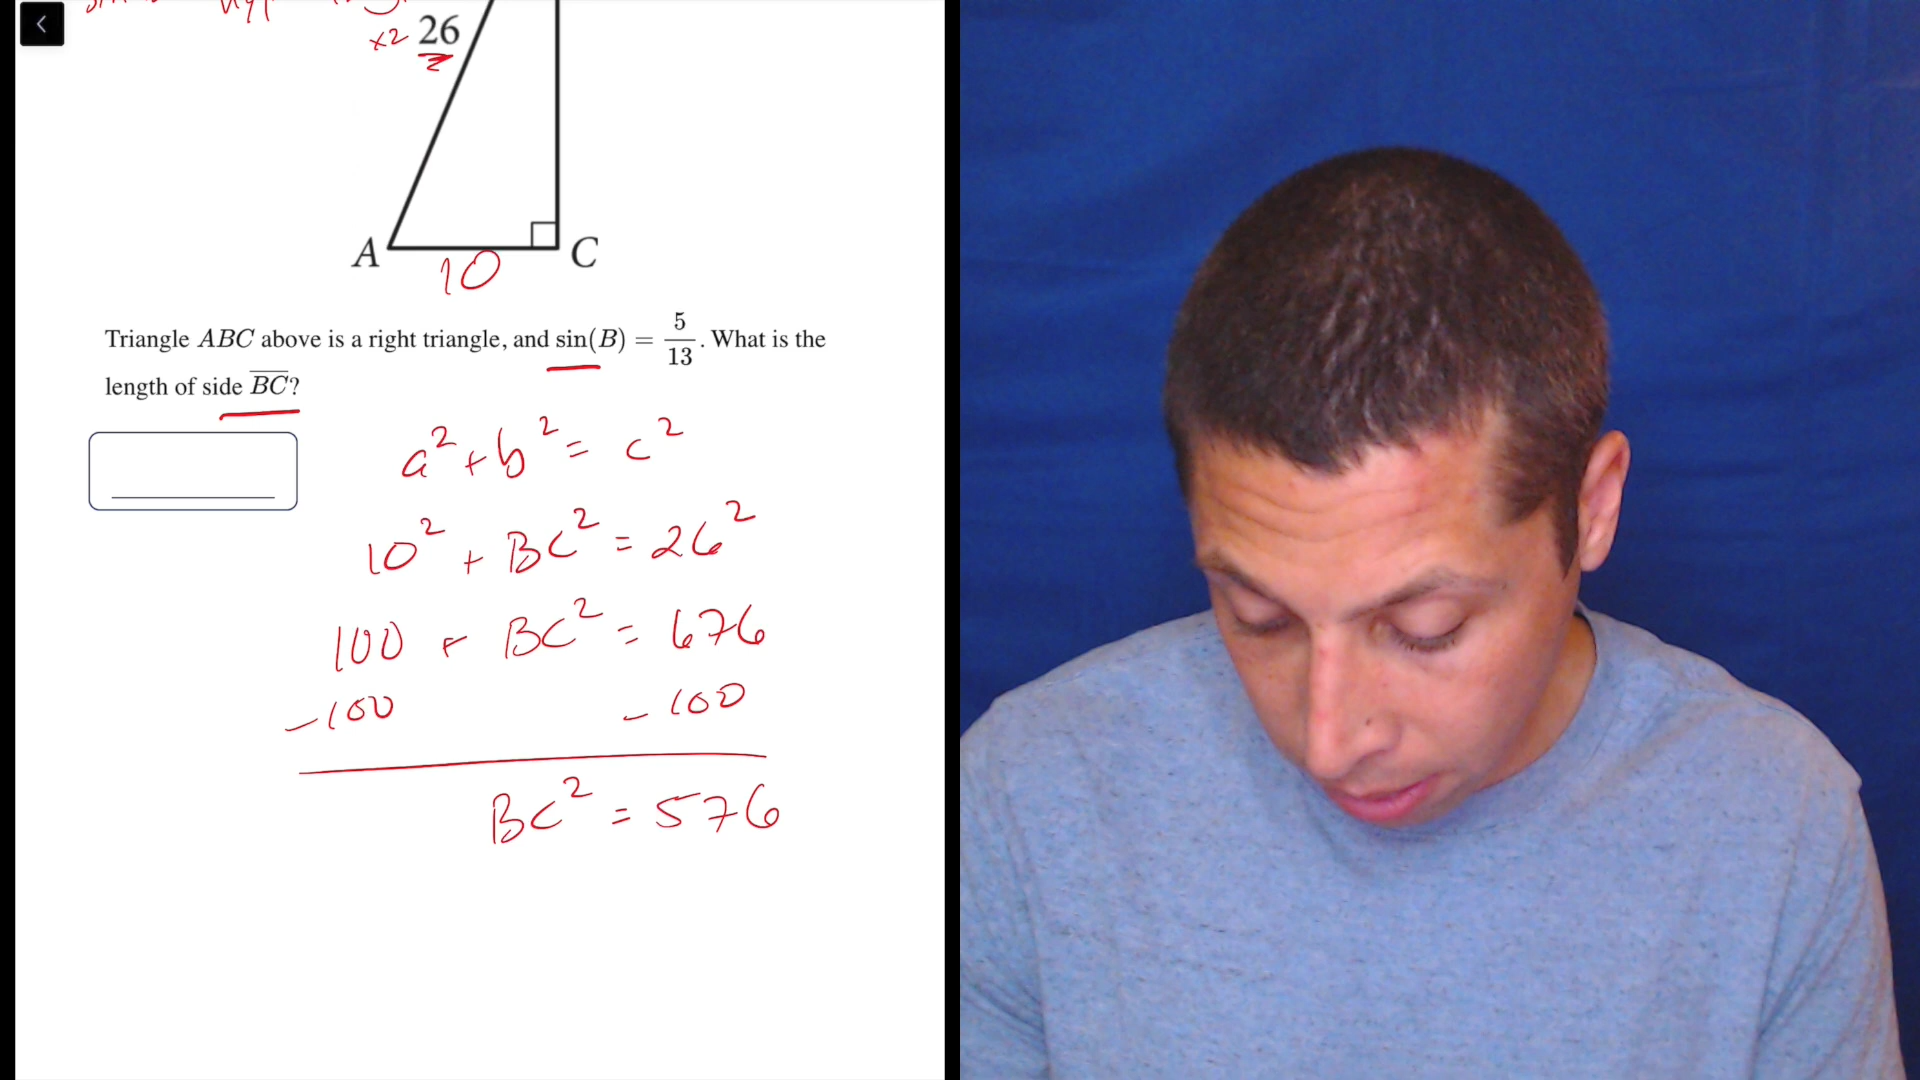 ×2 26
A
C
10
Triangle ABC above is a right triangle, and sin(B) = 5/13. What is the
length of side BC?
a² + b² = c²
10² + BC² = 26²
100 + BC² = 676
-100 -100
BC² = 576